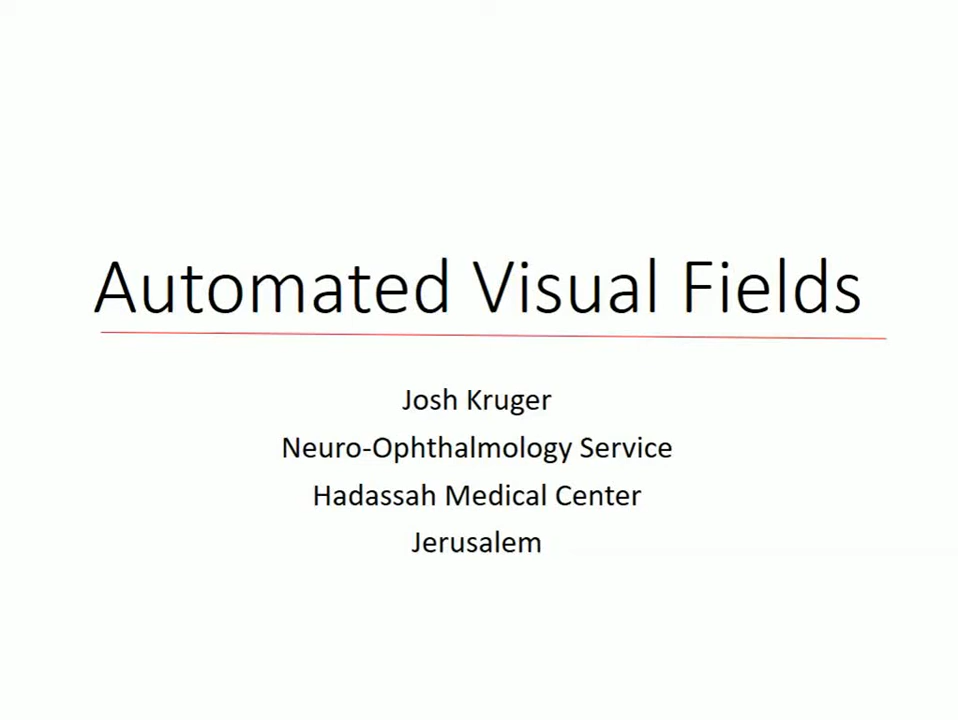 Automated Visual Fields
Josh Kruger
Neuro-Ophthalmology Service
Hadassah Medical Center
Jerusalem